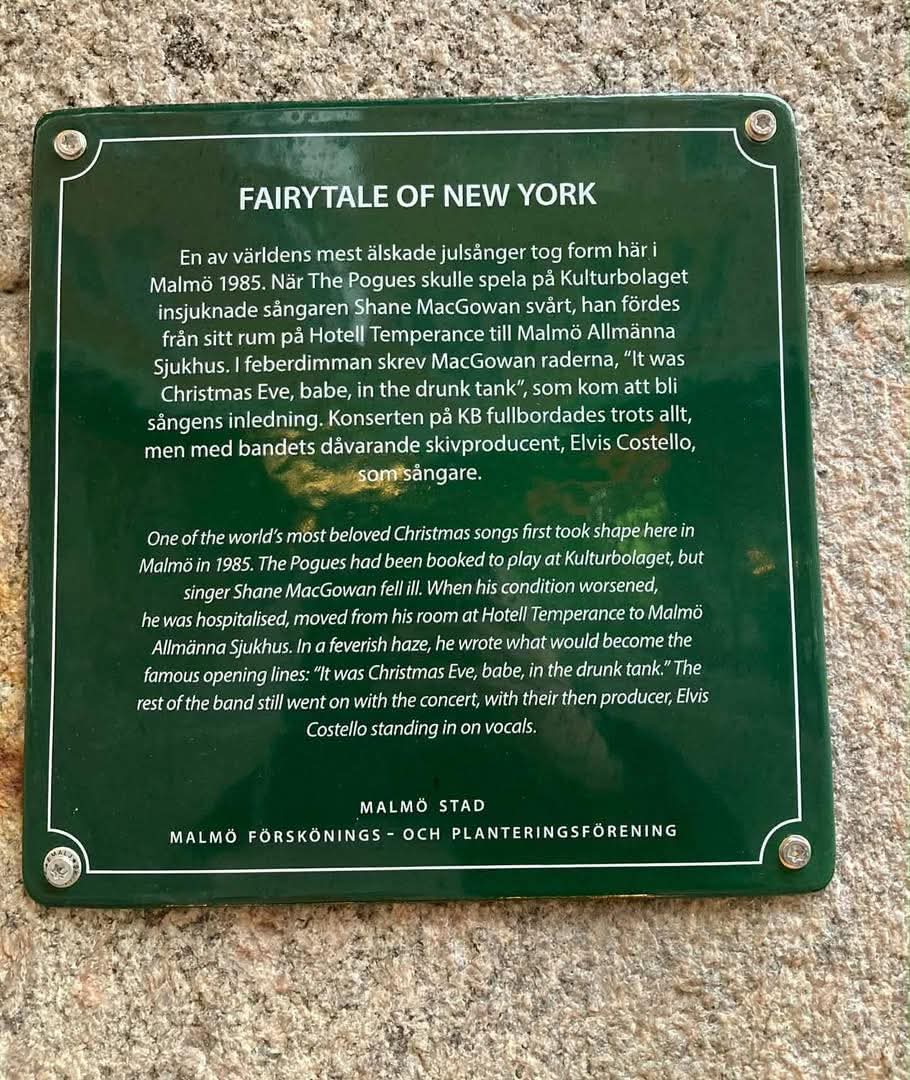 FAIRYTALE OF NEW YORK
En av världens mest älskade julsånger tog form här i
Malmö 1985. När The Pogues skulle spela på Kulturbolaget
insjuknade sångaren Shane MacGowan svårt, han fördes
från sitt rum på Hotell Temperance till Malmö Allmänna
Sjukhus. I feberdimman skrev MacGowan raderna, “It was
Christmas Eve, babe, in the drunk tank”, som kom att bli
sångens inledning. Konserten på KB fullbordades trots allt,
men med bandets dåvarande skivproducent, Elvis Costello,
som sångare.
One of the world’s most beloved Christmas songs first took shape here in
Malmö in 1985. The Pogues had been booked to play at Kulturbolaget, but
singer Shane MacGowan fell ill. When his condition worsened,
he was hospitalised, moved from his room at Hotell Temperance to Malmö
Allmänna Sjukhus. In a feverish haze, he wrote what would become the
famous opening lines: “It was Christmas Eve, babe, in the drunk tank.” The
rest of the band still went on with the concert, with their then producer, Elvis
Costello standing in on vocals.
MALMÖ STAD
MALMÖ FÖRSKÖNINGS - OCH PLANTERINGSFÖRENING